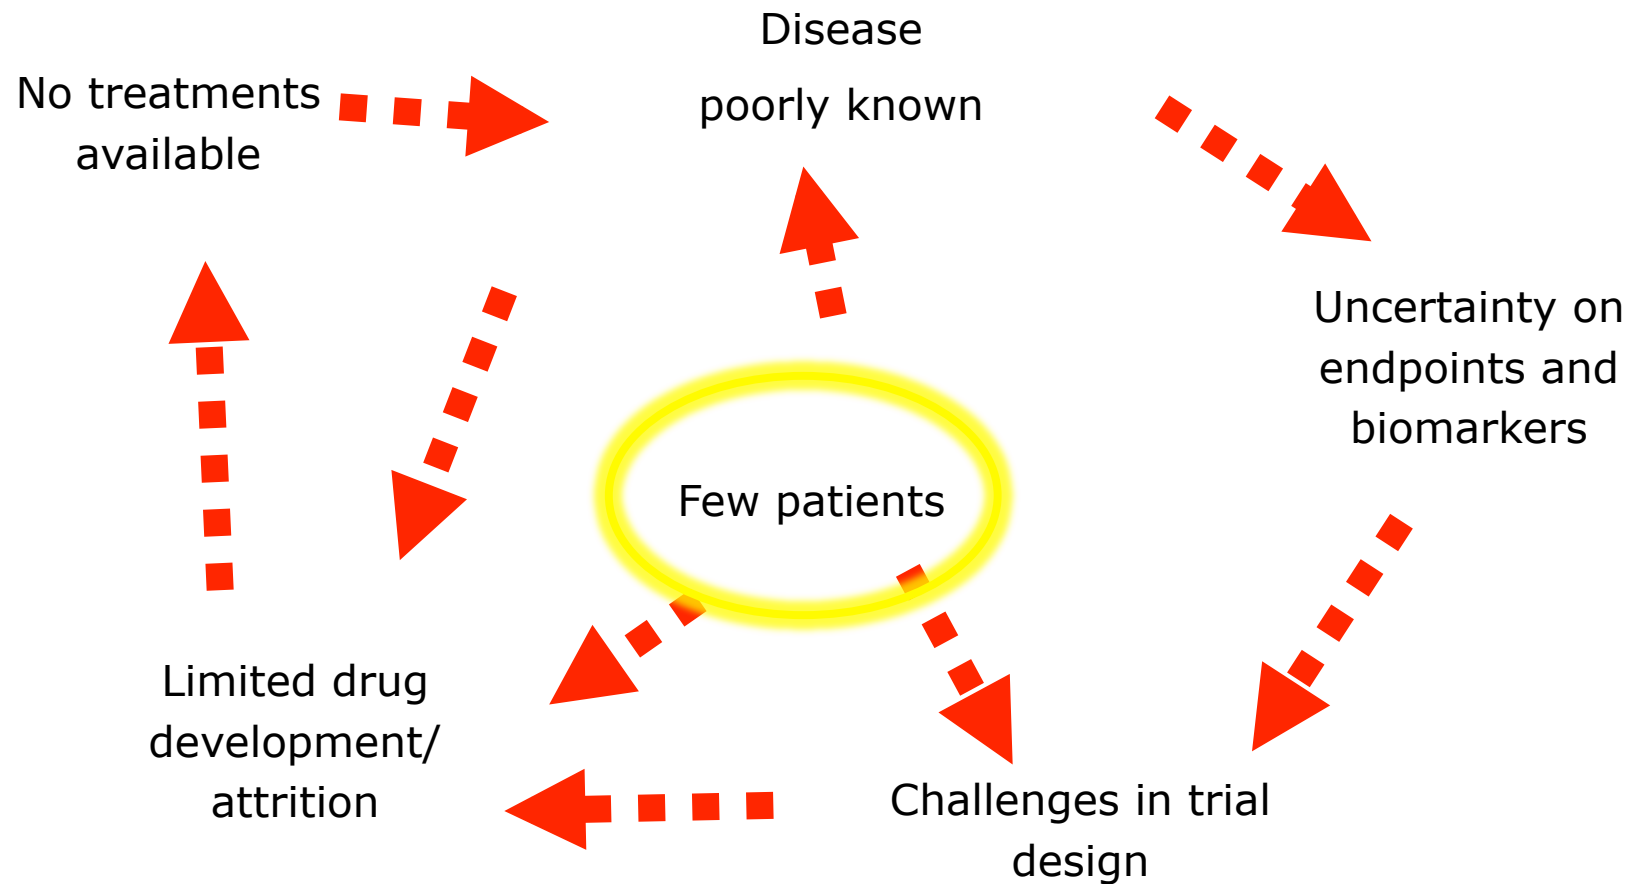 Disease
poorly known
No treatments
available
Uncertainty on
endpoints and
biomarkers
Few patients
Limited drug
development/
attrition
Challenges in trial
design